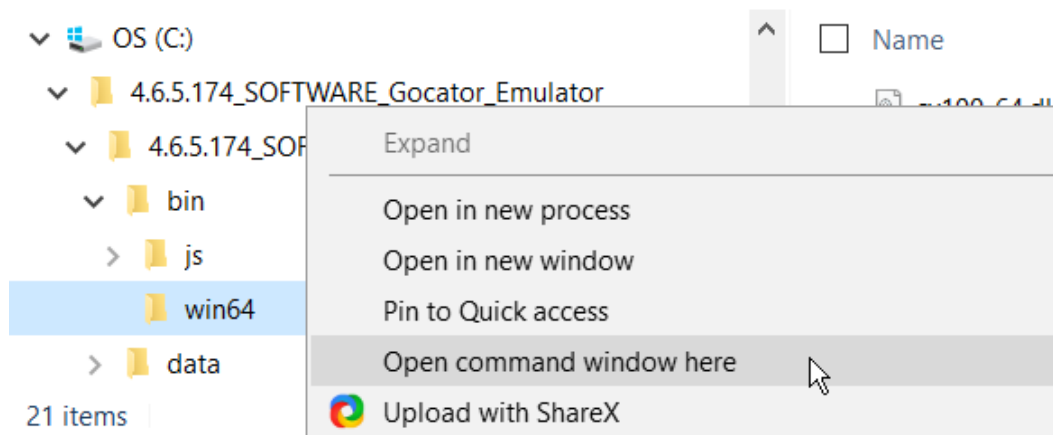 OS (C:)
Name
4.6.5.174_SOFTWARE_Gocator_Emulator
4.6.5.174_SOF
Expand
bin
Open in new process
js
Open in new window
win64
Pin to Quick access
data
Open command window here
21 items
Upload with ShareX